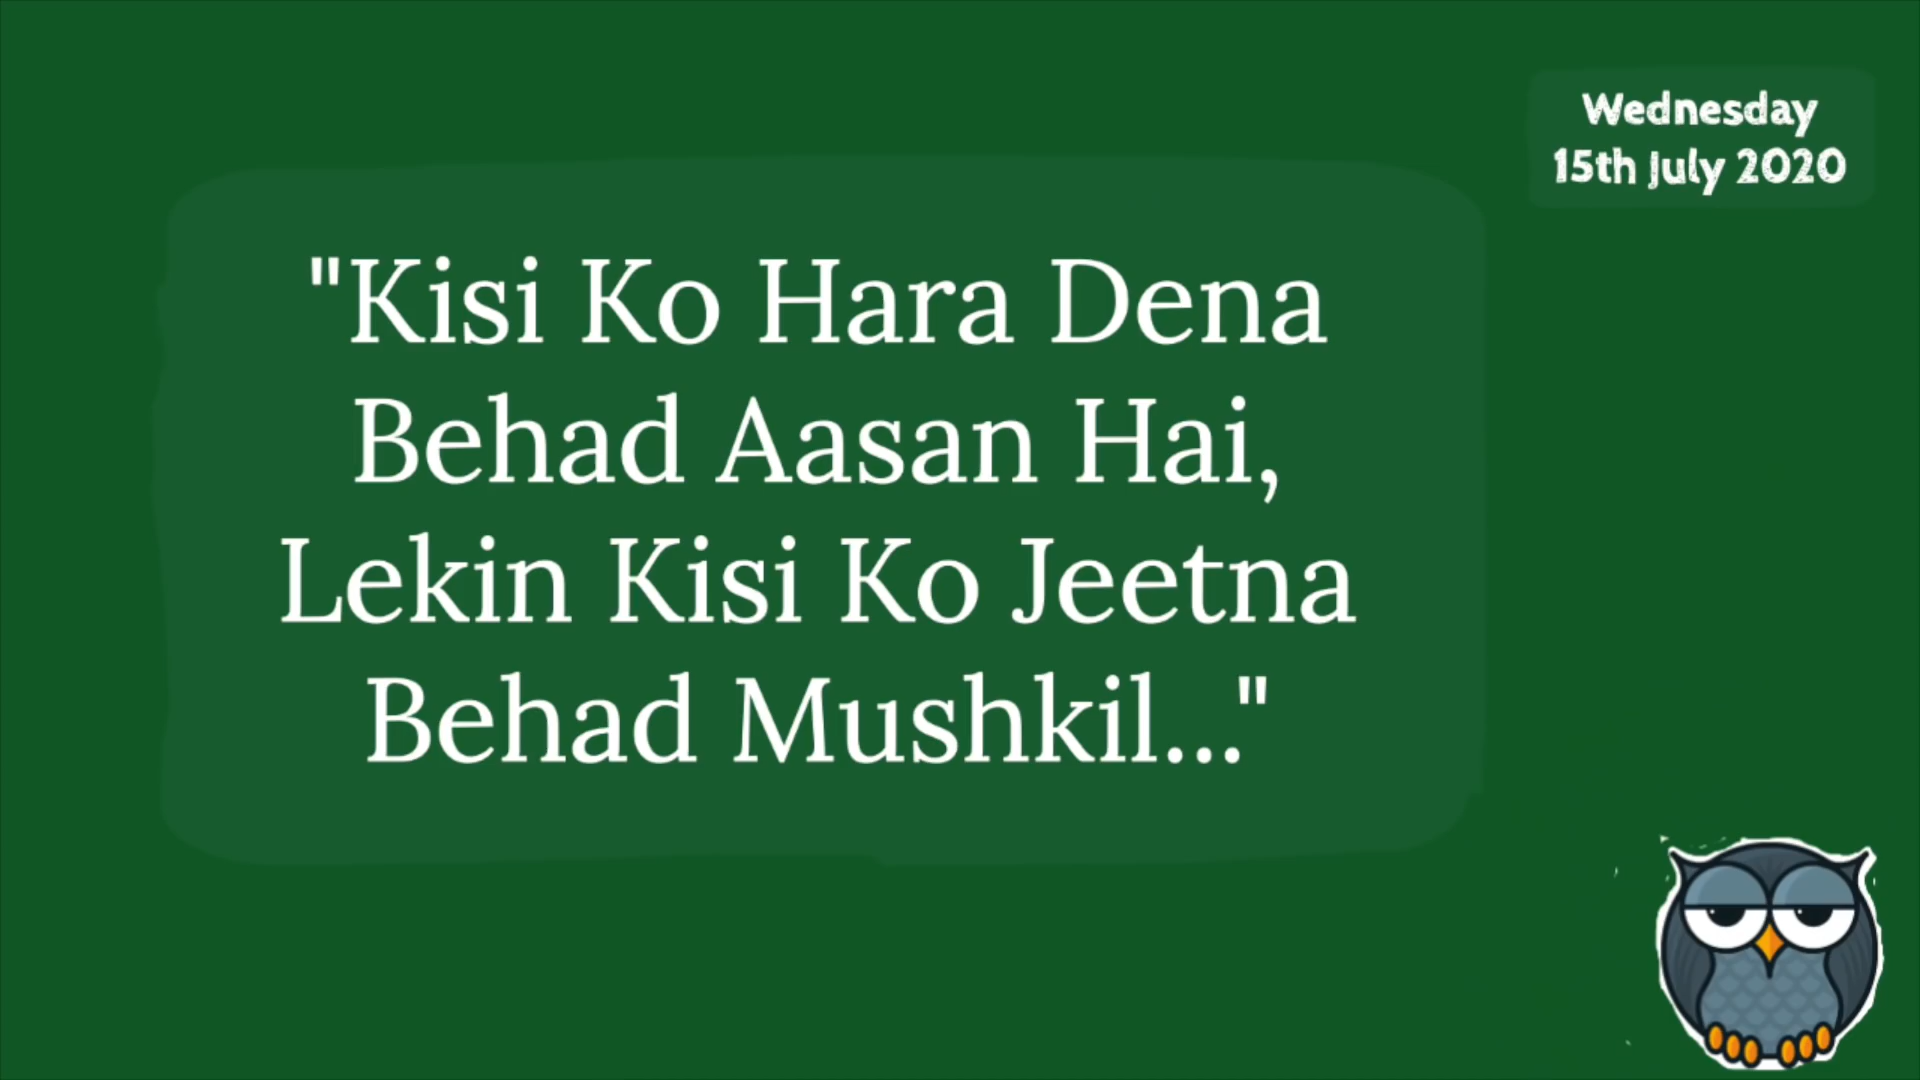 Wednesday
15th July 2020
"Kisi Ko Hara Dena
Behad Aasan Hai,
Lekin Kisi Ko Jeetna
Behad Mushkil..."